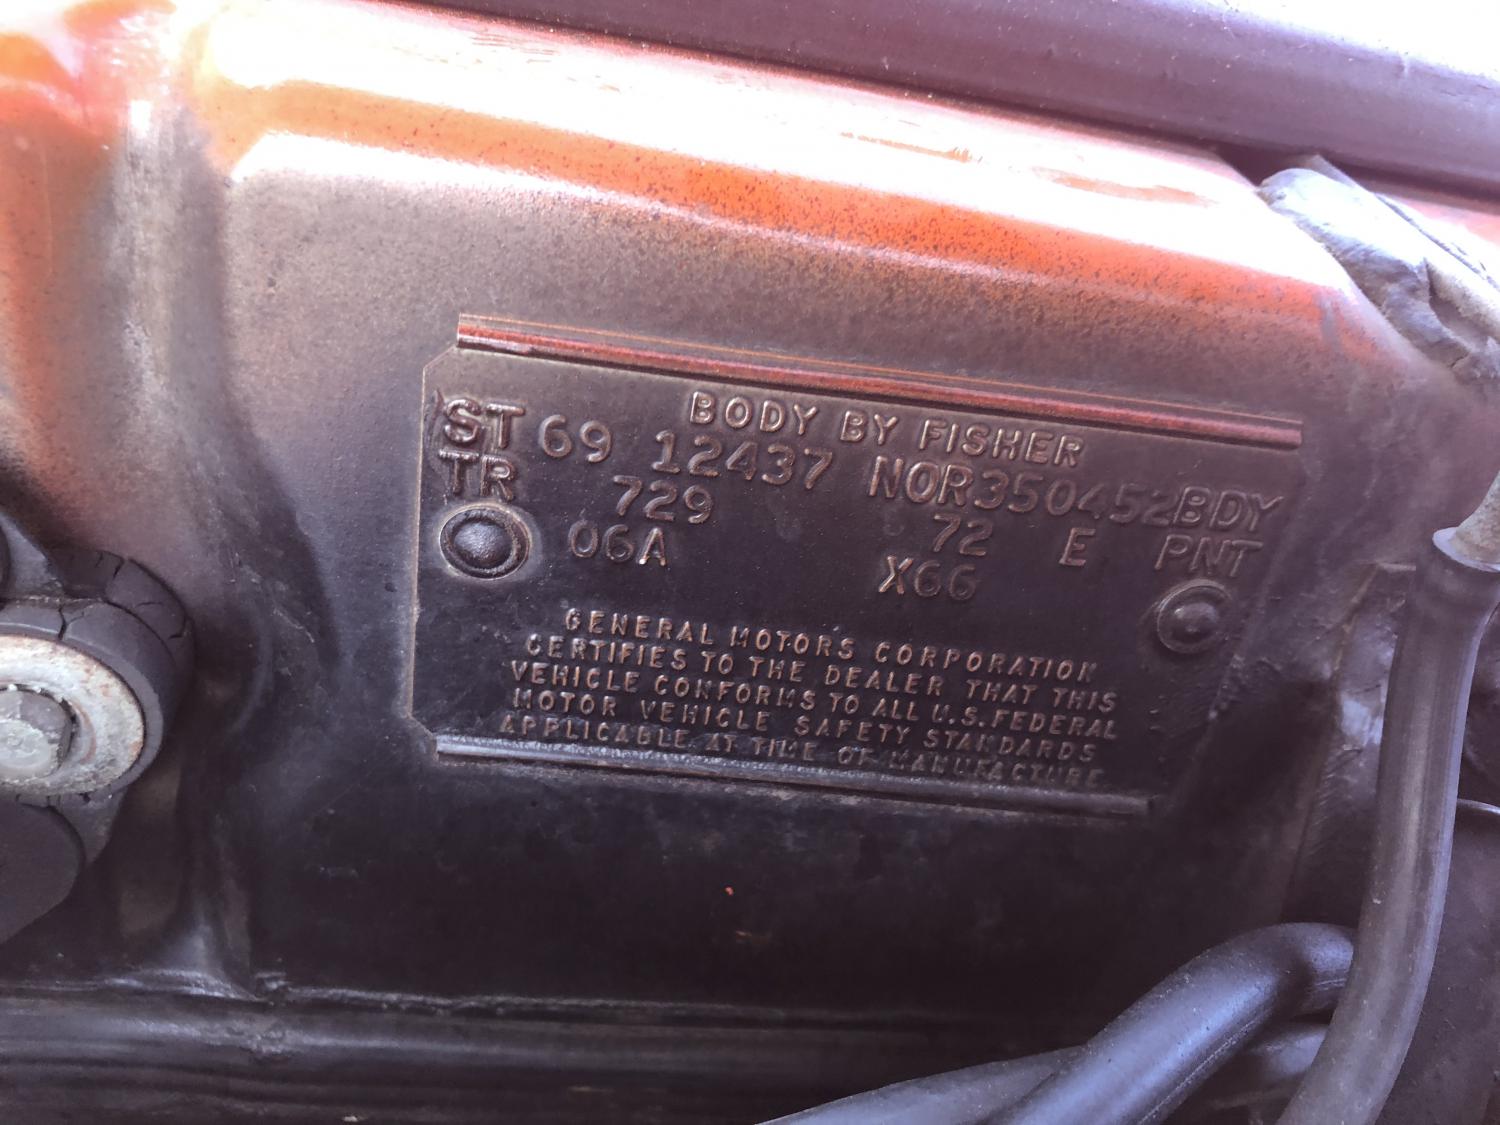 BODY BY FISHER
ST 69 12437 NOR350452 BDY
TR 729 72 E PNT
06A X66
GENERAL MOTORS CORPORATION
CERTIFIES TO THE DEALER THAT THIS
VEHICLE CONFORMS TO ALL U.S. FEDERAL
MOTOR VEHICLE SAFETY STANDARDS
APPLICABLE AT TIME OF MANUFACTURE